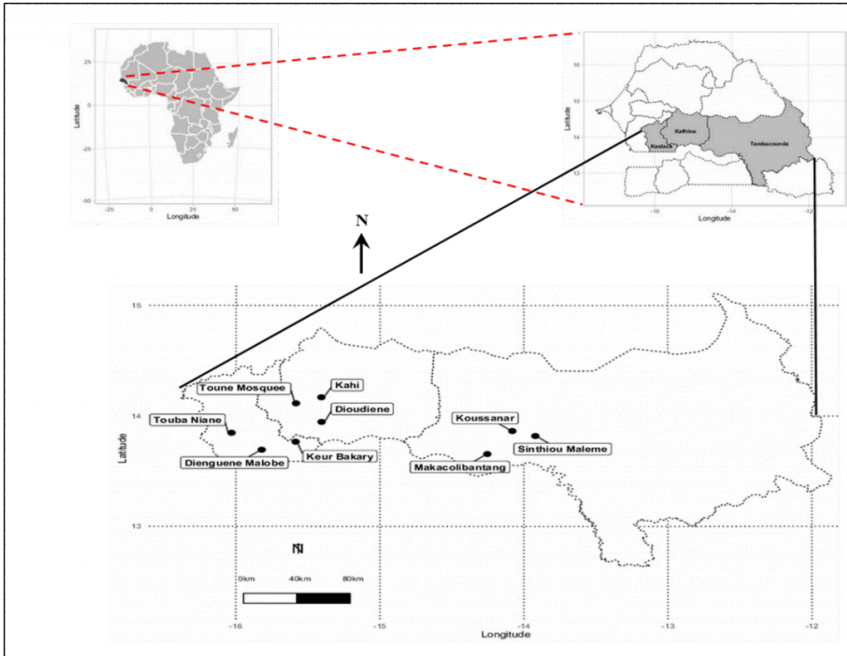 25
0
-25
-50
-25
0
25
50
Latitude
Longitude
16
15
14
13
-16
-14
-12
Latitude
Longitude
Kaolack
Kaffrine
Tambacounda
N
15
14
13
-16
-15
-14
-13
-12
Latitude
Longitude
Toune Mosquee
Kahi
Dioudiene
Touba Niane
Koussanar
Sinthiou Maleme
Dienguene Malobe
Keur Bakary
Makacolibantang
N
0km
40km
80km